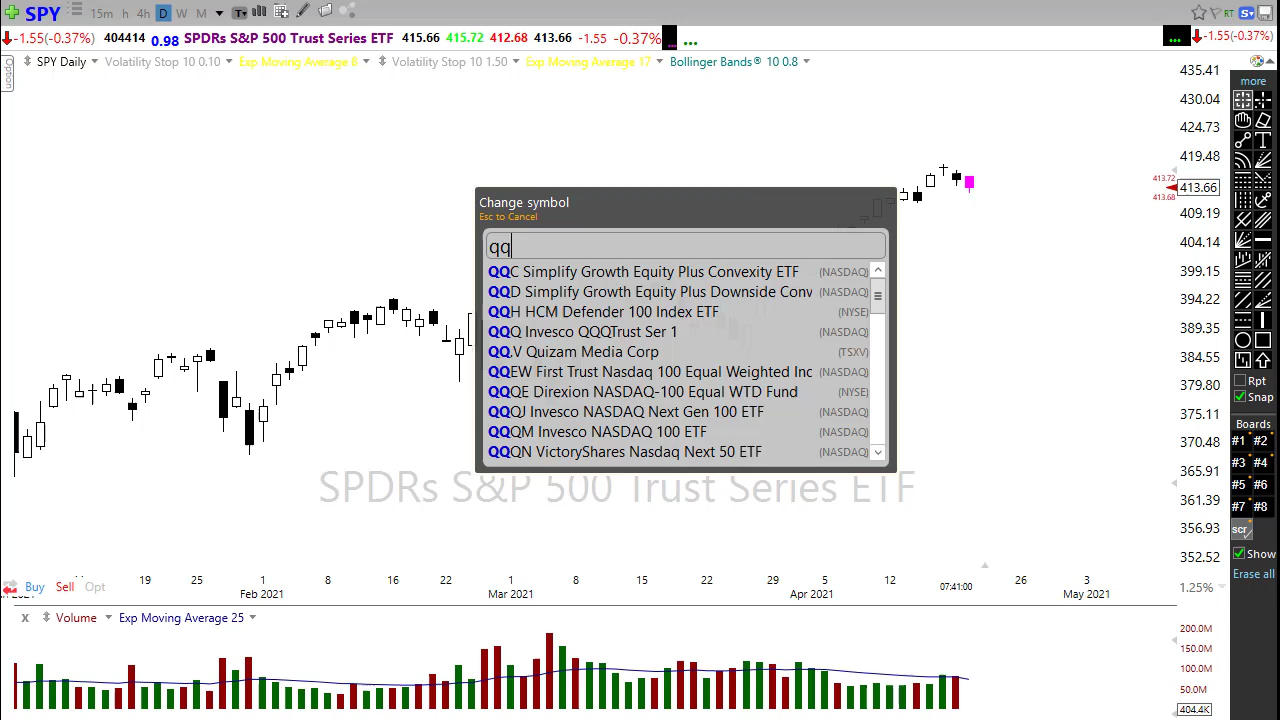 SPY 15m h 4h D W M T RT S
-1.55(-0.37%) 404414 0.98 SPDRs S&P 500 Trust Series ETF 415.66 415.72 412.68 413.66 -1.55 -0.37% ... ... ... -1.55(-0.37%)
Option
SPY Daily Volatility Stop 10 0.10 Exp Moving Average 8 Volatility Stop 10 1.50 Exp Moving Average 17 Bollinger Bands® 10 0.8
435.41
430.04
424.73
419.48
413.72
413.66
413.68
409.19
404.14
399.15
394.22
389.35
384.55
379.80
375.11
370.48
365.91
361.39
356.93
352.52
1.25%
Change symbol
Esc to Cancel
qq
QQC Simplify Growth Equity Plus Convexity ETF (NASDAQ)
QQD Simplify Growth Equity Plus Downside Conv (NASDAQ)
QQH HCM Defender 100 Index ETF (NYSE)
QQQ Invesco QQQTrust Ser 1 (NASDAQ)
QQ.V Quizam Media Corp (TSXV)
QQEW First Trust Nasdaq 100 Equal Weighted Inc (NASDAQ)
QQQE Direxion NASDAQ-100 Equal WTD Fund (NYSE)
QQQJ Invesco NASDAQ Next Gen 100 ETF (NASDAQ)
QQQM Invesco NASDAQ 100 ETF (NASDAQ)
QQQN VictoryShares Nasdaq Next 50 ETF (NASDAQ)
SPDRs S&P 500 Trust Series ETF
more
T
Rpt
Snap
Boards
#1 #2
#3 #4
#5 #6
#7 #8
scr
Show
Erase all
Buy Sell Opt
19 25 1 8 16 22 1 8 15 22 29 5 12 07:41:00 26 3
2021 Feb 2021 Mar 2021 Apr 2021 May 2021
x Volume Exp Moving Average 25
200.0M
150.0M
100.0M
50.0M
404.4K